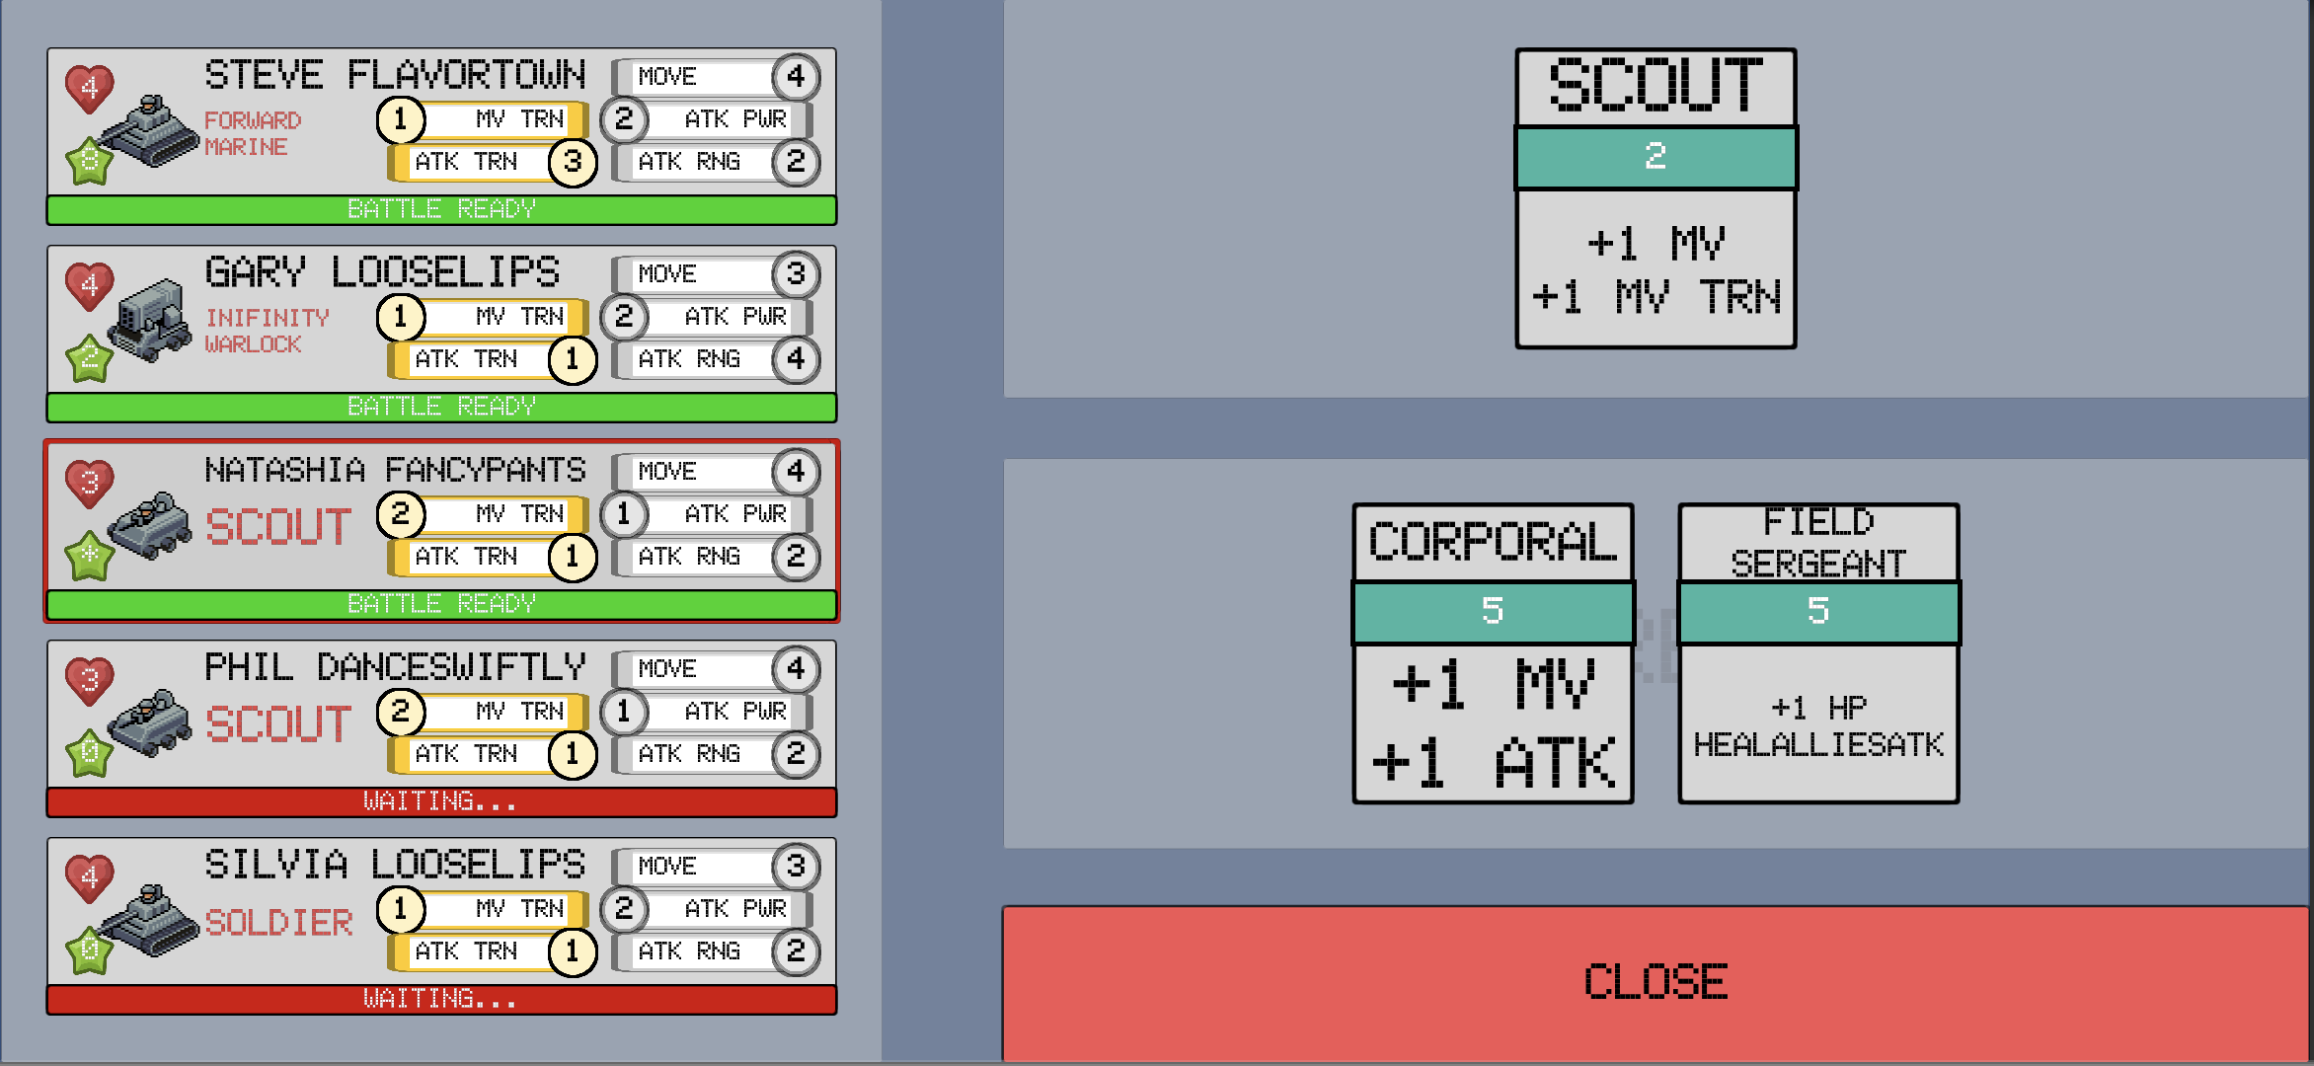 4
STEVE FLAVORTOWN
MOVE 4
FORWARD
MARINE
1 MV TRN
2 ATK PWR
8
ATK TRN 3
ATK RNG 2
BATTLE READY
4
GARY LOOSELIPS
MOVE 3
INIFINITY
WARLOCK
1 MV TRN
2 ATK PWR
2
ATK TRN 1
ATK RNG 4
BATTLE READY
3
NATASHIA FANCYPANTS
MOVE 4
SCOUT
2 MV TRN
1 ATK PWR
*
ATK TRN 1
ATK RNG 2
BATTLE READY
3
PHIL DANCESWIFTLY
MOVE 4
SCOUT
2 MV TRN
1 ATK PWR
0
ATK TRN 1
ATK RNG 2
WAITING...
4
SILVIA LOOSELIPS
MOVE 3
SOLDIER
1 MV TRN
2 ATK PWR
0
ATK TRN 1
ATK RNG 2
WAITING...
SCOUT
2
+1 MV
+1 MV TRN
CORPORAL
5
+1 MV
+1 ATK
FIELD
SERGEANT
5
+1 HP
HEALALLIESATK
CLOSE